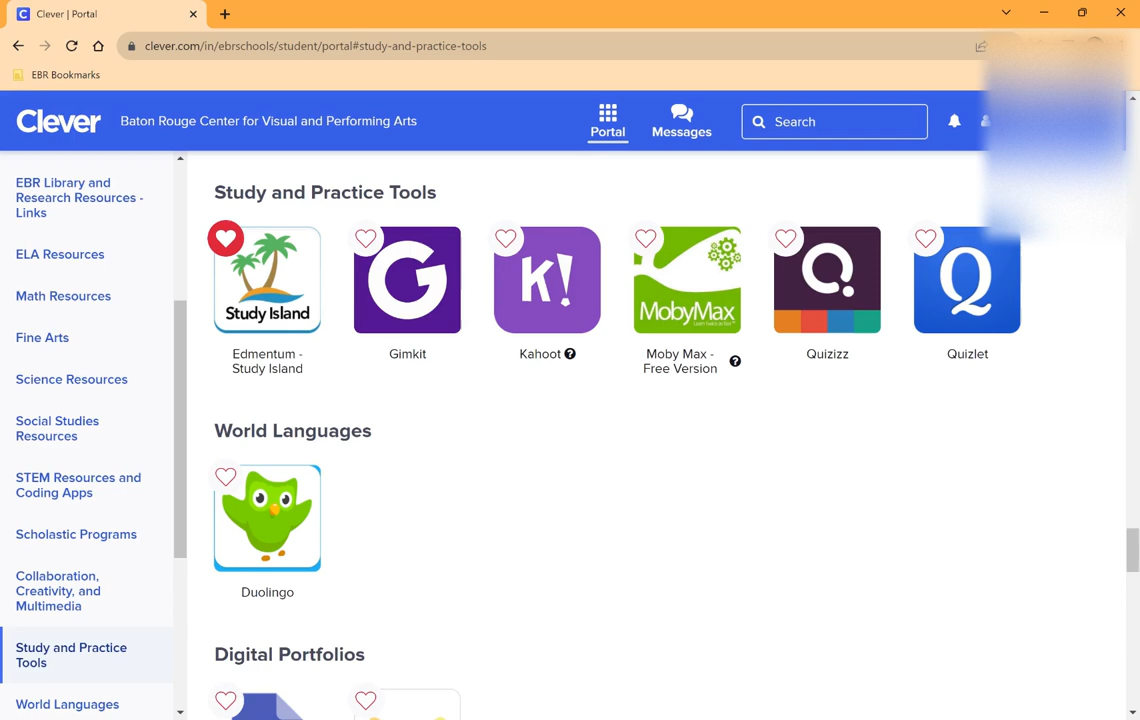 Clever | Portal
clever.com/in/ebrschools/student/portal#study-and-practice-tools
EBR Bookmarks
Clever
Baton Rouge Center for Visual and Performing Arts
Portal
Messages
Search
EBR Library and
Research Resources -
Links
ELA Resources
Math Resources
Fine Arts
Science Resources
Social Studies
Resources
STEM Resources and
Coding Apps
Scholastic Programs
Collaboration,
Creativity, and
Multimedia
Study and Practice
Tools
World Languages
Study and Practice Tools
Study Island
G
K!
MobyMax
Learn twice as fast
Q
Edmentum -
Study Island
Gimkit
Kahoot ?
Moby Max -
Free Version ?
Quizizz
Quizlet
World Languages
Duolingo
Digital Portfolios